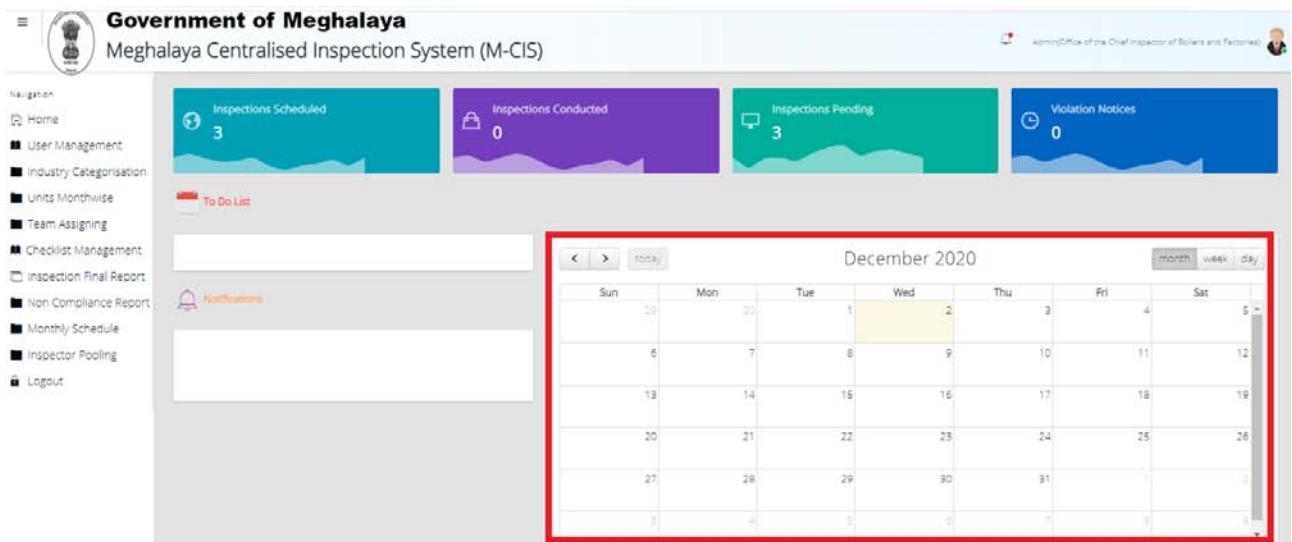 Government of Meghalaya
Meghalaya Centralised Inspection System (M-CIS)
Admin(Office of the Chief Inspector of Boilers and Factories)
Navigation
Home
User Management
Industry Categorisation
Units Monthwise
Team Assigning
Checklist Management
Inspection Final Report
Non Compliance Report
Monthly Schedule
Inspector Pooling
Logout
Inspections Scheduled
3
Inspections Conducted
0
Inspections Pending
3
Violation Notices
0
To Do List
Notifications
today
December 2020
month week day
Sun Mon Tue Wed Thu Fri Sat
29 30 1 2 3 4 5
6 7 8 9 10 11 12
13 14 15 16 17 18 19
20 21 22 23 24 25 26
27 28 29 30 31 1 2
3 4 5 6 7 8 9